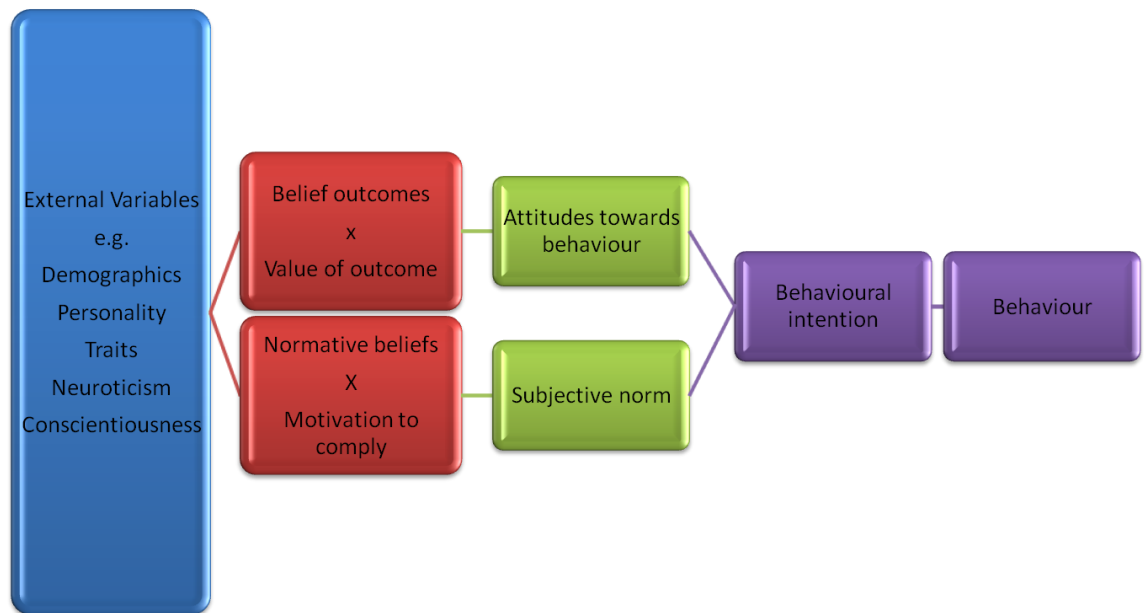 External Variables
e.g.
Demographics
Personality
Traits
Neuroticism
Conscientiousness
Belief outcomes
x
Value of outcome
Normative beliefs
X
Motivation to
comply
Attitudes towards
behaviour
Subjective norm
Behavioural
intention
Behaviour